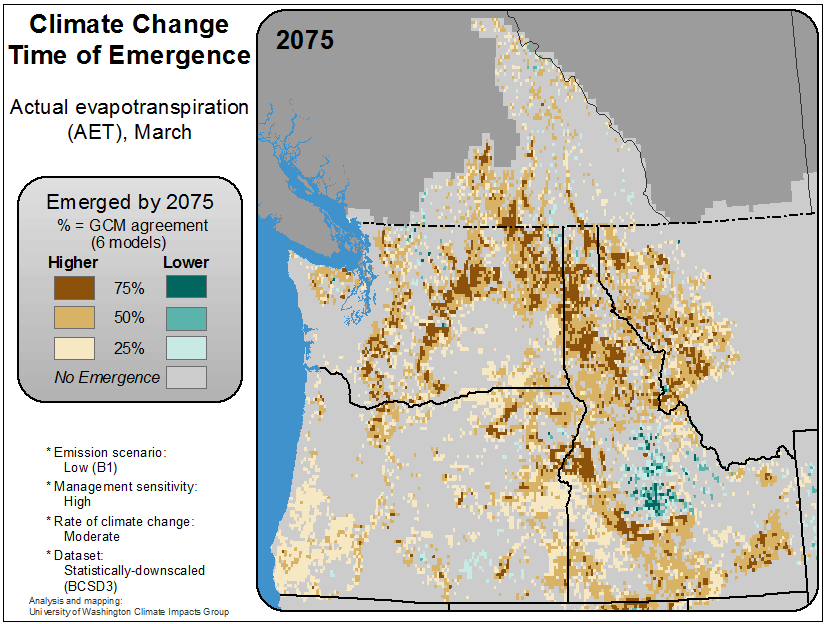 Climate Change
Time of Emergence
Actual evapotranspiration
(AET), March
2075
Emerged by 2075
% = GCM agreement
(6 models)
Higher Lower
75%
50%
25%
No Emergence
* Emission scenario:
Low (B1)
* Management sensitivity:
High
* Rate of climate change:
Moderate
* Dataset:
Statistically-downscaled
(BCSD3)
Analysis and mapping:
University of Washington Climate Impacts Group